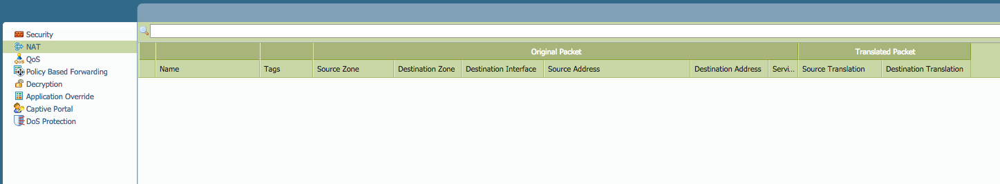 Security
NAT
QoS
Policy Based Forwarding
Decryption
Application Override
Captive Portal
DoS Protection
Original Packet Translated Packet
Name Tags Source Zone Destination Zone Destination Interface Source Address Destination Address Servi... Source Translation Destination Translation